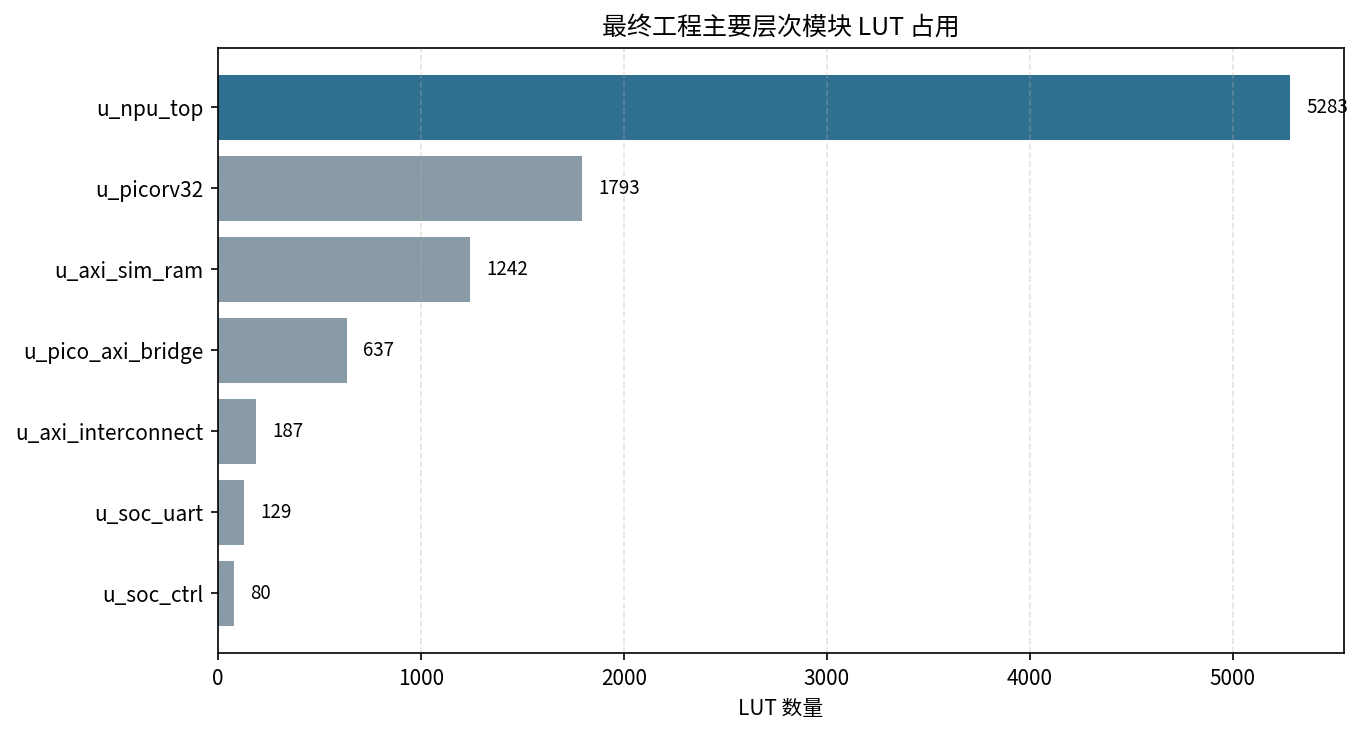 最终工程主要层次模块 LUT 占用
u_npu_top 5283
u_picorv32 1793
u_axi_sim_ram 1242
u_pico_axi_bridge 637
u_axi_interconnect 187
u_soc_uart 129
u_soc_ctrl 80
0 1000 2000 3000 4000 5000
LUT 数量